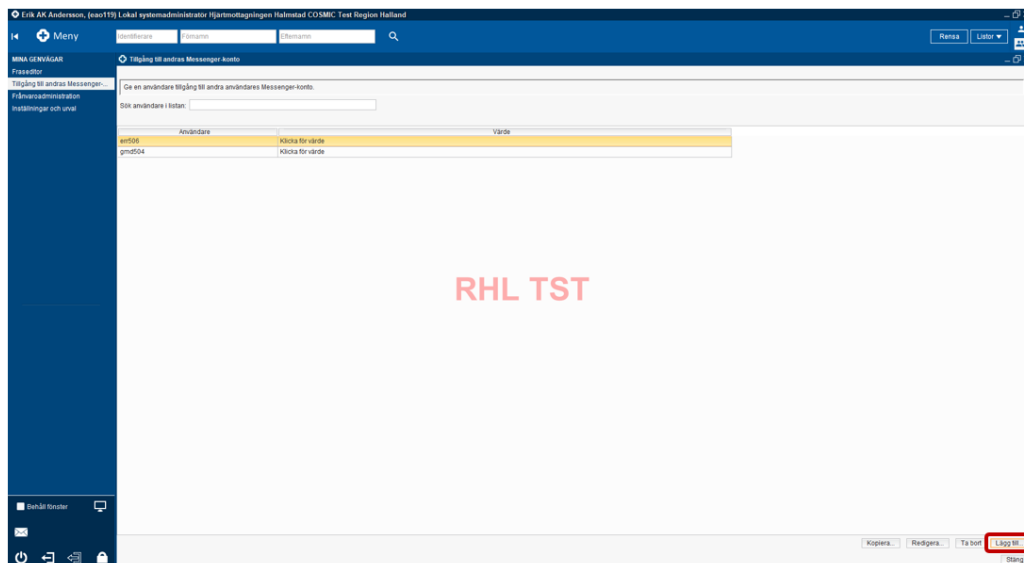 Erik AK Andersson, (eao119) Lokal systemadministratör Hjärtmottagningen Halmstad COSMIC Test Region Halland
Meny
Identifierare Förnamn Efternamn
Rensa Listor
MINA GENVÄGAR
Fraseditor
Tillgång till andras Messenger-...
Frånvaroadministration
Inställningar och urval
Tillgång till andras Messenger-konto
Ge en användare tillgång till andra användares Messenger-konto.
Sök användare i listan:
Användare Värde
err506 Klicka för värde
gmd504 Klicka för värde
RHL TST
Behåll fönster
Kopiera... Redigera... Ta bort Lägg till...
Stäng